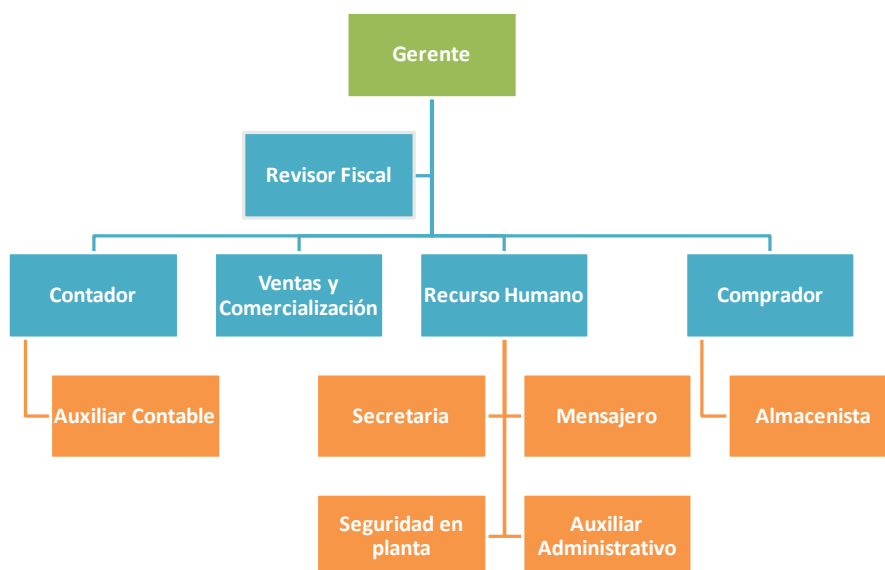 Gerente
Revisor Fiscal
Contador
Ventas y
Comercialización
Recurso Humano
Comprador
Auxiliar Contable
Secretaria
Mensajero
Almacenista
Seguridad en
planta
Auxiliar
Administrativo